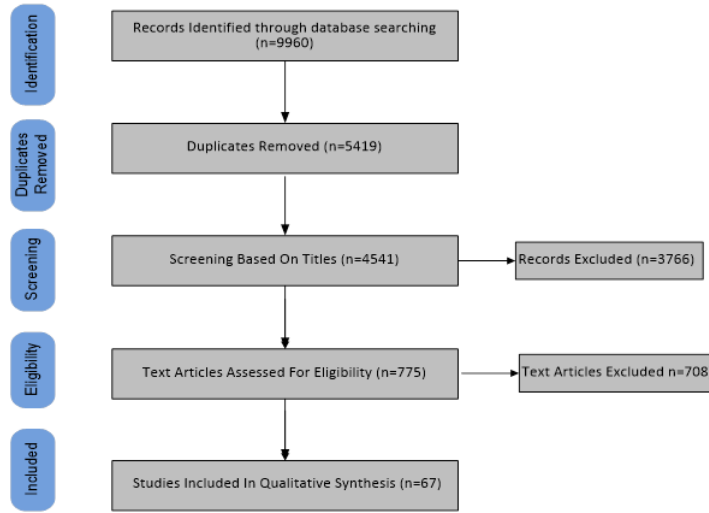 Identification
Records Identified through database searching
(n=9960)
Duplicates
Removed
Duplicates Removed (n=5419)
Screening
Screening Based On Titles (n=4541)
Records Excluded (n=3766)
Eligibility
Text Articles Assessed For Eligibility (n=775)
Text Articles Excluded n=708
Included
Studies Included In Qualitative Synthesis (n=67)